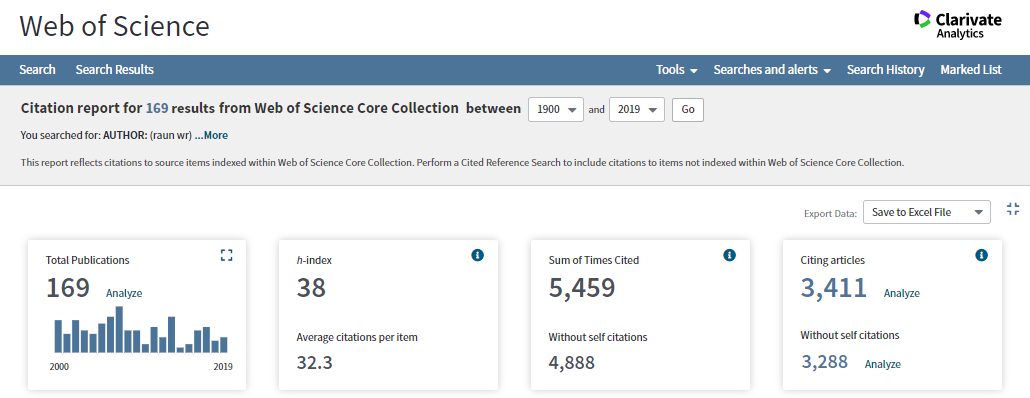 Web of Science
Clarivate
Analytics
Search Search Results Tools Searches and alerts Search History Marked List
Citation report for 169 results from Web of Science Core Collection between 1900 and 2019 Go
You searched for: AUTHOR: (raun wr) ...More
This report reflects citations to source items indexed within Web of Science Core Collection. Perform a Cited Reference Search to include citations to items not indexed within Web of Science Core Collection.
Export Data: Save to Excel File
Total Publications
169 Analyze
2000 2019
h-index
38
Average citations per item
32.3
Sum of Times Cited
5,459
Without self citations
4,888
Citing articles
3,411 Analyze
Without self citations
3,288 Analyze